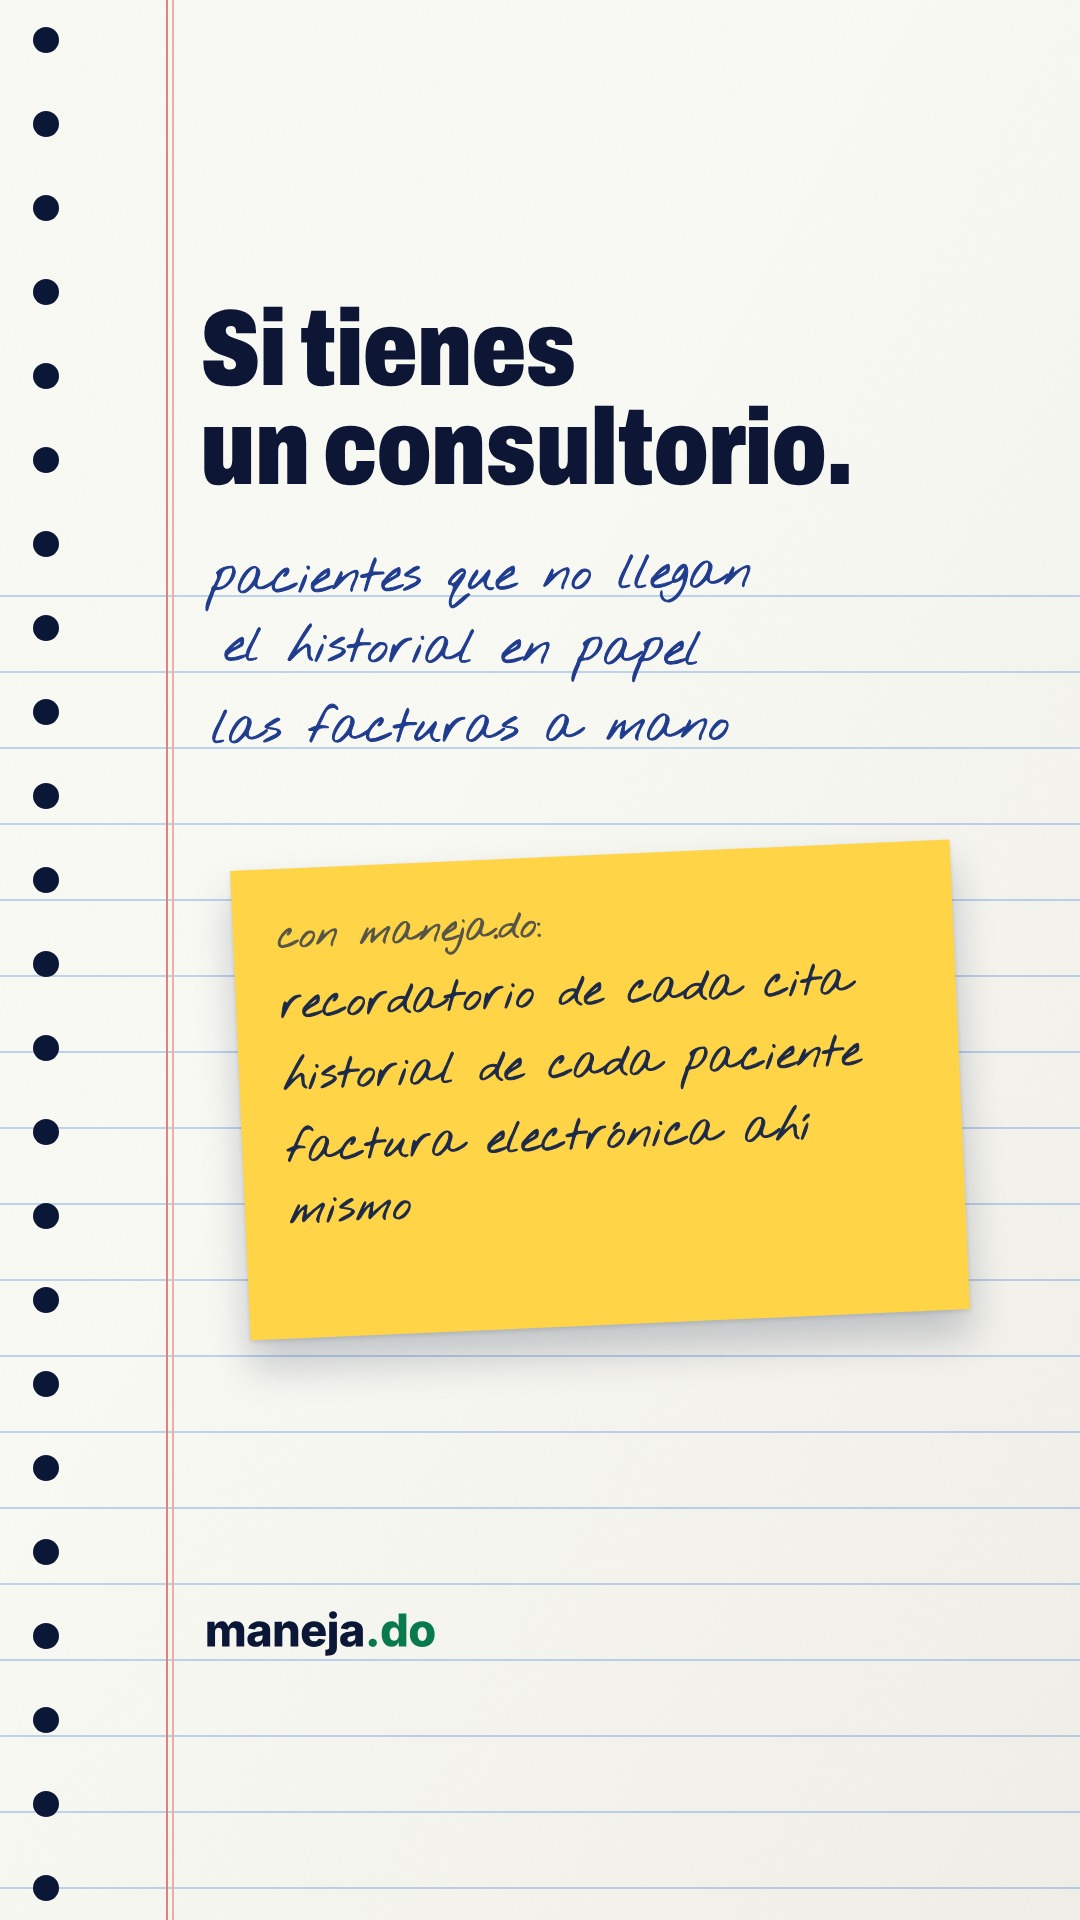 Si tienes
un consultorio.
pacientes que no llegan
el historial en papel
las facturas a mano
con maneja.do:
recordatorio de cada cita
historial de cada paciente
factura electrónica ahí
mismo
maneja.do